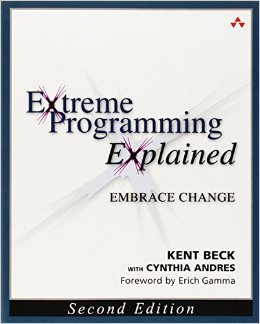 Extreme
Programming
Explained
EMBRACE CHANGE
KENT BECK
WITH CYNTHIA ANDRES
Foreword by Erich Gamma
Second Edition